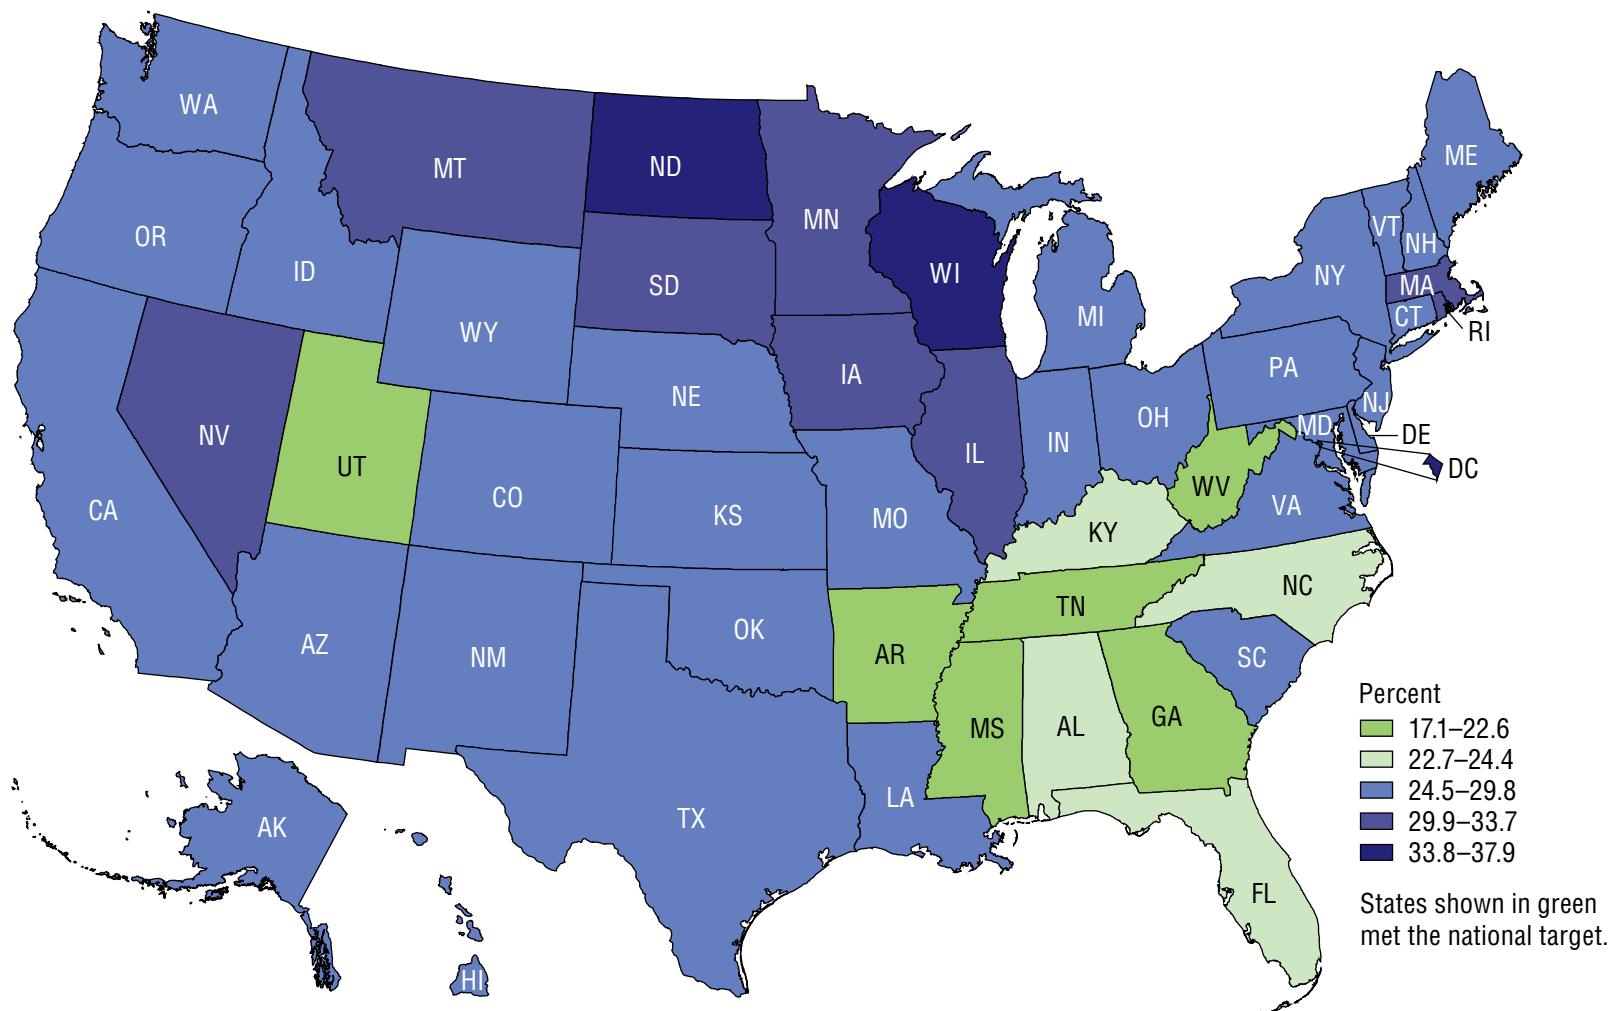 WA
ME
MT
ND
MN
VT
OR
NH
ID
WI
NY
SD
MA
MI
CT
WY
RI
PA
IA
NE
NJ
OH
MD
NV
DE
IN
IL
UT
DC
WV
CO
CA
VA
KS
MO
KY
NC
TN
OK
AZ
AR
NM
SC
Percent
GA
AL
MS
17.1–22.6
22.7–24.4
24.5–29.8
LA
TX
29.9–33.7
AK
33.8–37.9
FL
States shown in green
met the national target.
HI